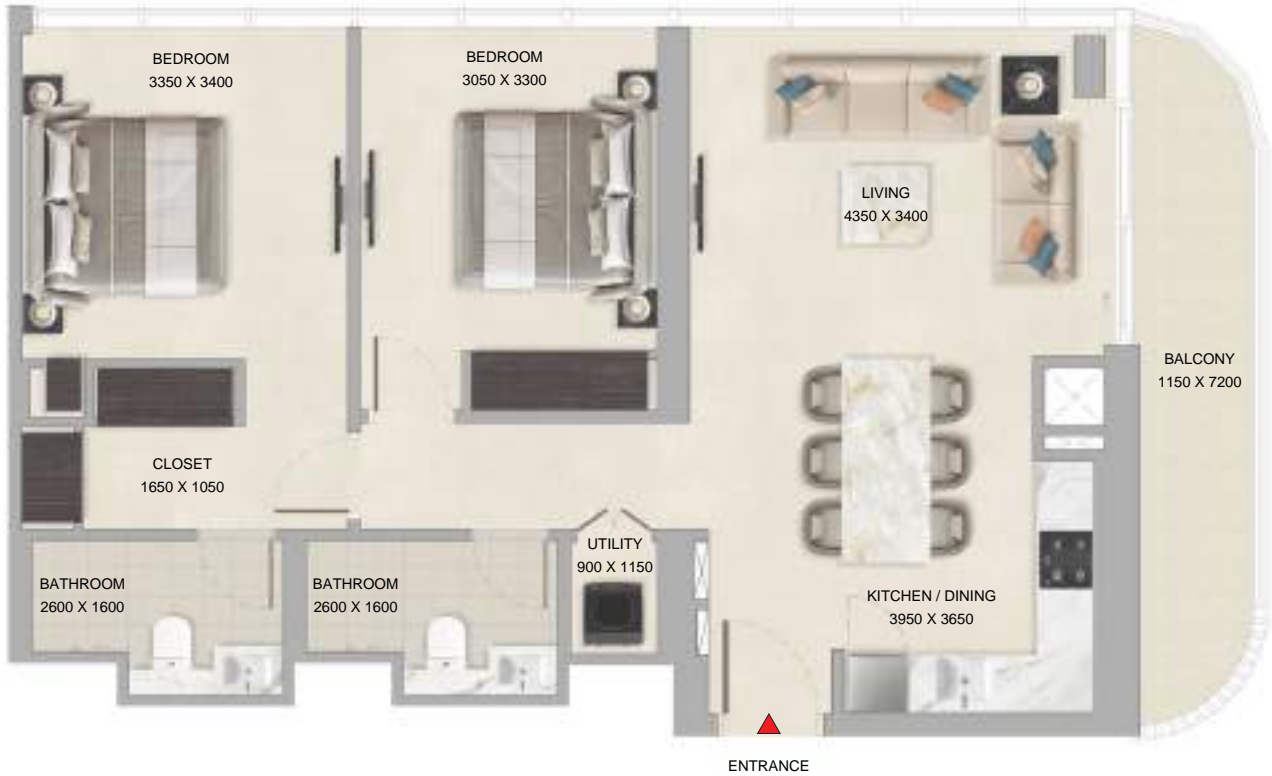 BEDROOM
3350 X 3400
BEDROOM
3050 X 3300
LIVING
4350 X 3400
BALCONY
1150 X 7200
CLOSET
1650 X 1050
UTILITY
900 X 1150
BATHROOM
2600 X 1600
BATHROOM
2600 X 1600
KITCHEN / DINING
3950 X 3650
ENTRANCE